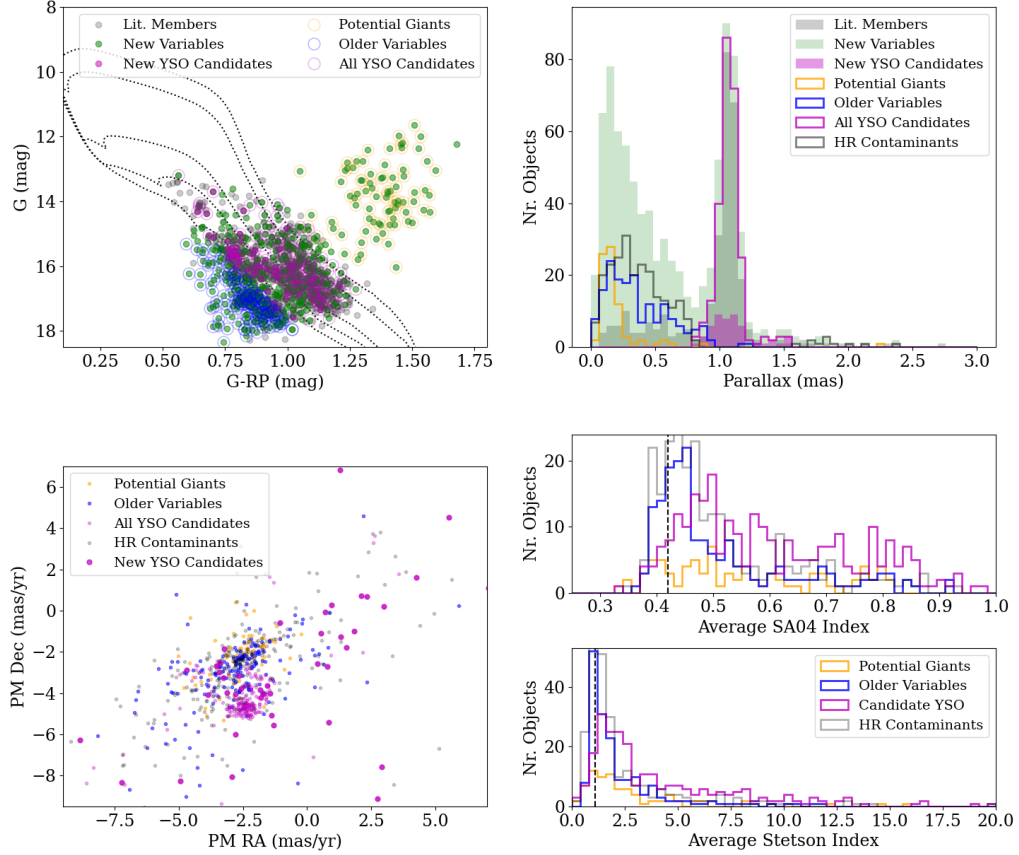 Lit. Members
New Variables
New YSO Candidates
Potential Giants
Older Variables
All YSO Candidates
8
10
12
14
16
18
G (mag)
0.25
0.50
0.75
1.00
1.25
1.50
1.75
G-RP (mag)
Lit. Members
New Variables
New YSO Candidates
Potential Giants
Older Variables
All YSO Candidates
HR Contaminants
80
60
40
20
0
Nr. Objects
0.0
0.5
1.0
1.5
2.0
2.5
3.0
Parallax (mas)
Potential Giants
Older Variables
All YSO Candidates
HR Contaminants
New YSO Candidates
6
4
2
0
−2
−4
−6
−8
PM Dec (mas/yr)
−7.5
−5.0
−2.5
0.0
2.5
5.0
PM RA (mas/yr)
20
10
0
Nr. Objects
0.3
0.4
0.5
0.6
0.7
0.8
0.9
1.0
Average SA04 Index
Potential Giants
Older Variables
Candidate YSO
HR Contaminants
40
20
0
Nr. Objects
0.0
2.5
5.0
7.5
10.0
12.5
15.0
17.5
20.0
Average Stetson Index